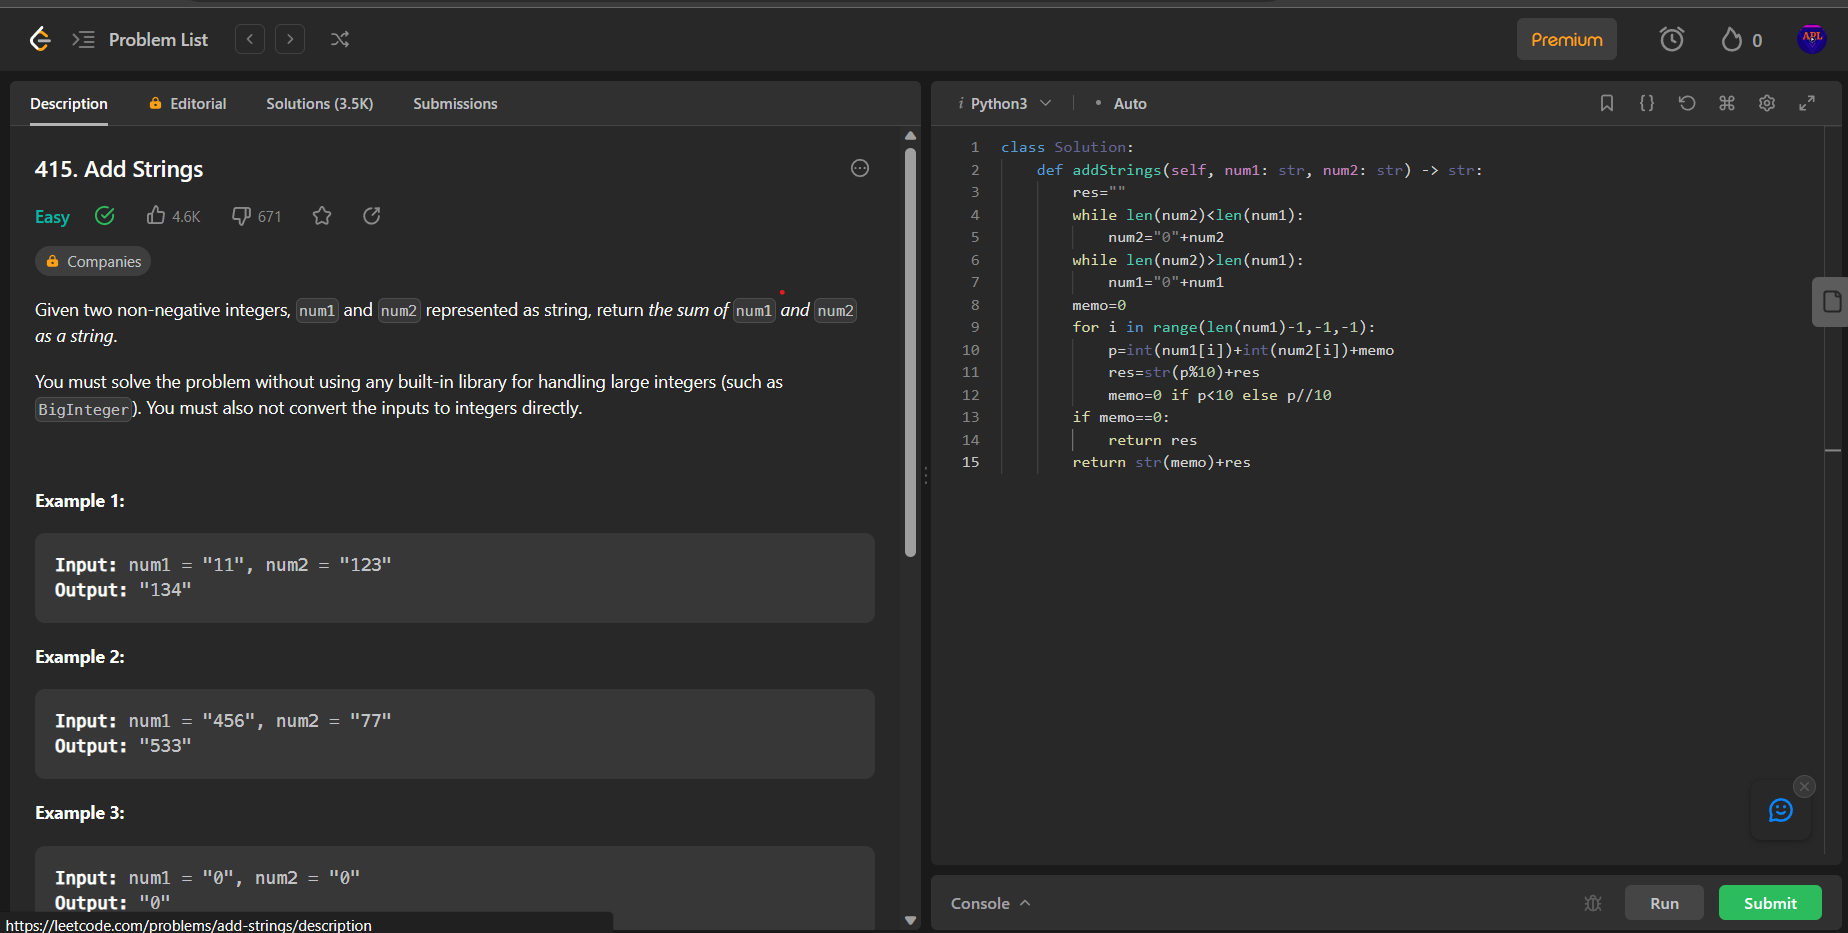 Problem List
Premium
0
APL
Description Editorial Solutions (3.5K) Submissions
415. Add Strings
Easy 4.6K 671
Companies
Given two non-negative integers, num1 and num2 represented as string, return the sum of num1 and num2
as a string.
You must solve the problem without using any built-in library for handling large integers (such as
BigInteger). You must also not convert the inputs to integers directly.
Example 1:
Input: num1 = "11", num2 = "123"
Output: "134"
Example 2:
Input: num1 = "456", num2 = "77"
Output: "533"
Example 3:
Input: num1 = "0", num2 = "0"
Output: "0"
https://leetcode.com/problems/add-strings/description
i Python3 • Auto
1 class Solution:
2     def addStrings(self, num1: str, num2: str) -> str:
3         res=""
4         while len(num2)<len(num1):
5             num2="0"+num2
6         while len(num2)>len(num1):
7             num1="0"+num1
8         memo=0
9         for i in range(len(num1)-1,-1,-1):
10             p=int(num1[i])+int(num2[i])+memo
11             res=str(p%10)+res
12             memo=0 if p<10 else p//10
13         if memo==0:
14             return res
15         return str(memo)+res
Console Run Submit